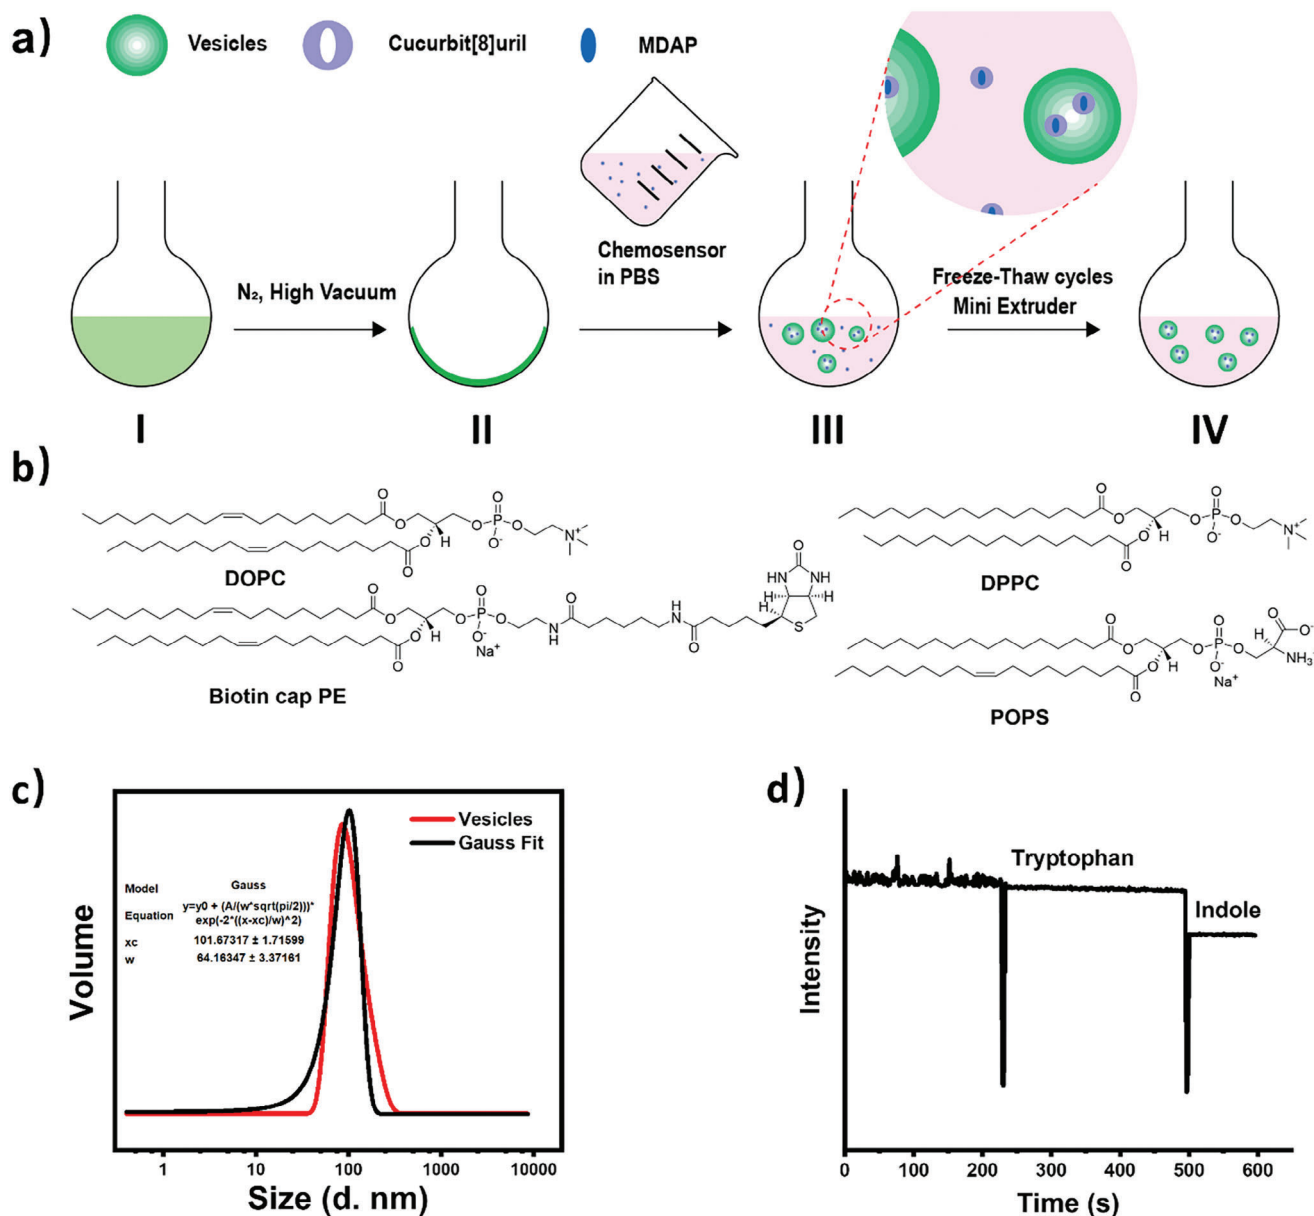 a)
Vesicles
Cucurbit[8]uril
MDAP
N₂, High Vacuum
Chemosensor
in PBS
Freeze-Thaw cycles
Mini Extruder
I
II
III
IV
b)
O
O
O
P
O
O
O⁻
N⁺
H
O
O
DOPC
O
O
O
P
O
O
O⁻
N⁺
H
O
O
DPPC
O
O
O
P
O
O
O⁻
Na⁺
H
O
O
N
H
O
H
N
O
O
HN
NH
H
H
S
Biotin cap PE
O
O
O
P
O
O
O⁻
Na⁺
H
O
O
H
O
O⁻
NH₃
POPS
c)
Vesicles
Gauss Fit
Model Gauss
Equation y=y0 + (A/(w*sqrt(pi/2)))*
exp(-2*((x-xc)/w)^2)
xc 101.67317 ± 1.71599
w 64.16347 ± 3.37161
Volume
1 10 100 1000 10000
Size (d. nm)
d)
Tryptophan
Indole
Intensity
0 100 200 300 400 500 600
Time (s)